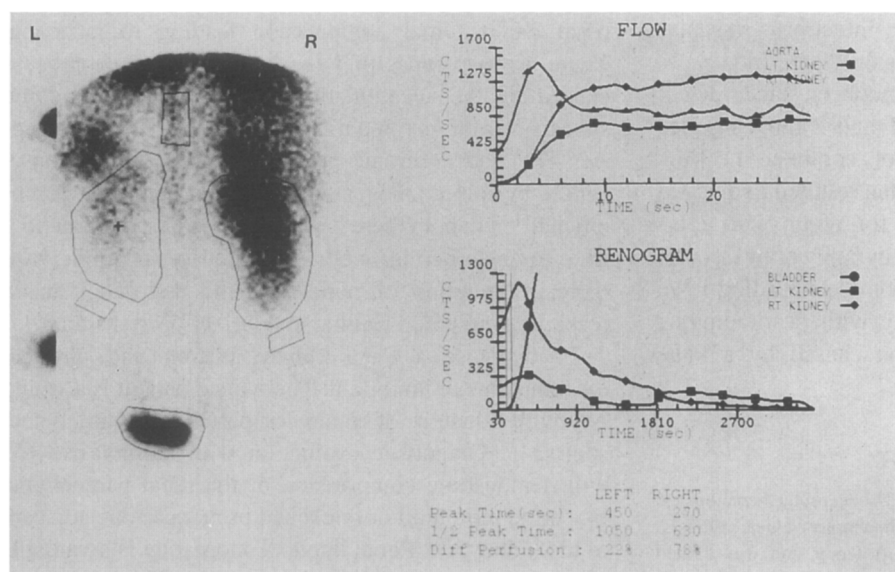 L
R
FLOW
1700
1275
850
425
0
CTS/SEC
AORTA
LT KIDNEY
KIDNEY
0 10 20
TIME (sec)
RENOGRAM
1300
975
650
325
0
CTS/SEC
BLADDER
LT KIDNEY
RT KIDNEY
30 920 1810 2700
TIME (sec)
LEFT RIGHT
Peak Time(sec) : 450 270
1/2 Peak Time : 1050 630
Diff Perfusion : 22% 78%